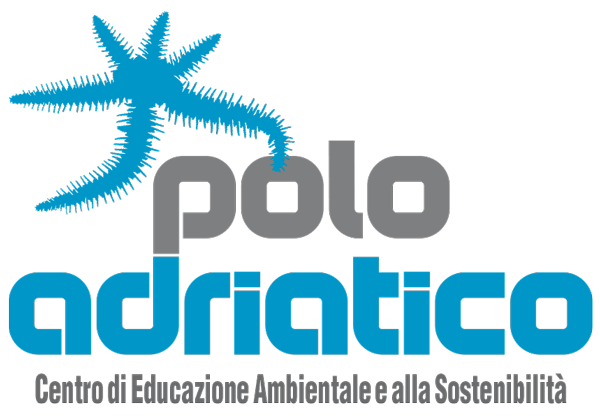 polo
adriatico
Centro di Educazione Ambientale e alla Sostenibilità